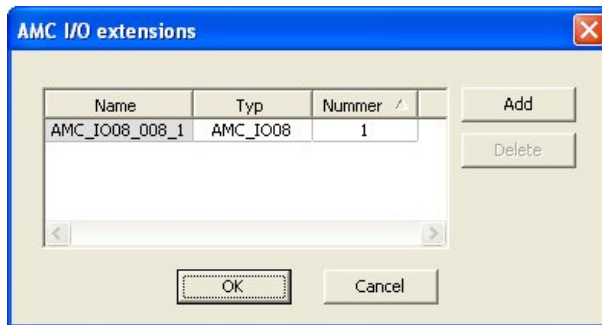 AMC I/O extensions
Name Typ Nummer
AMC_IO08_008_1 AMC_IO08 1
Add
Delete
OK Cancel